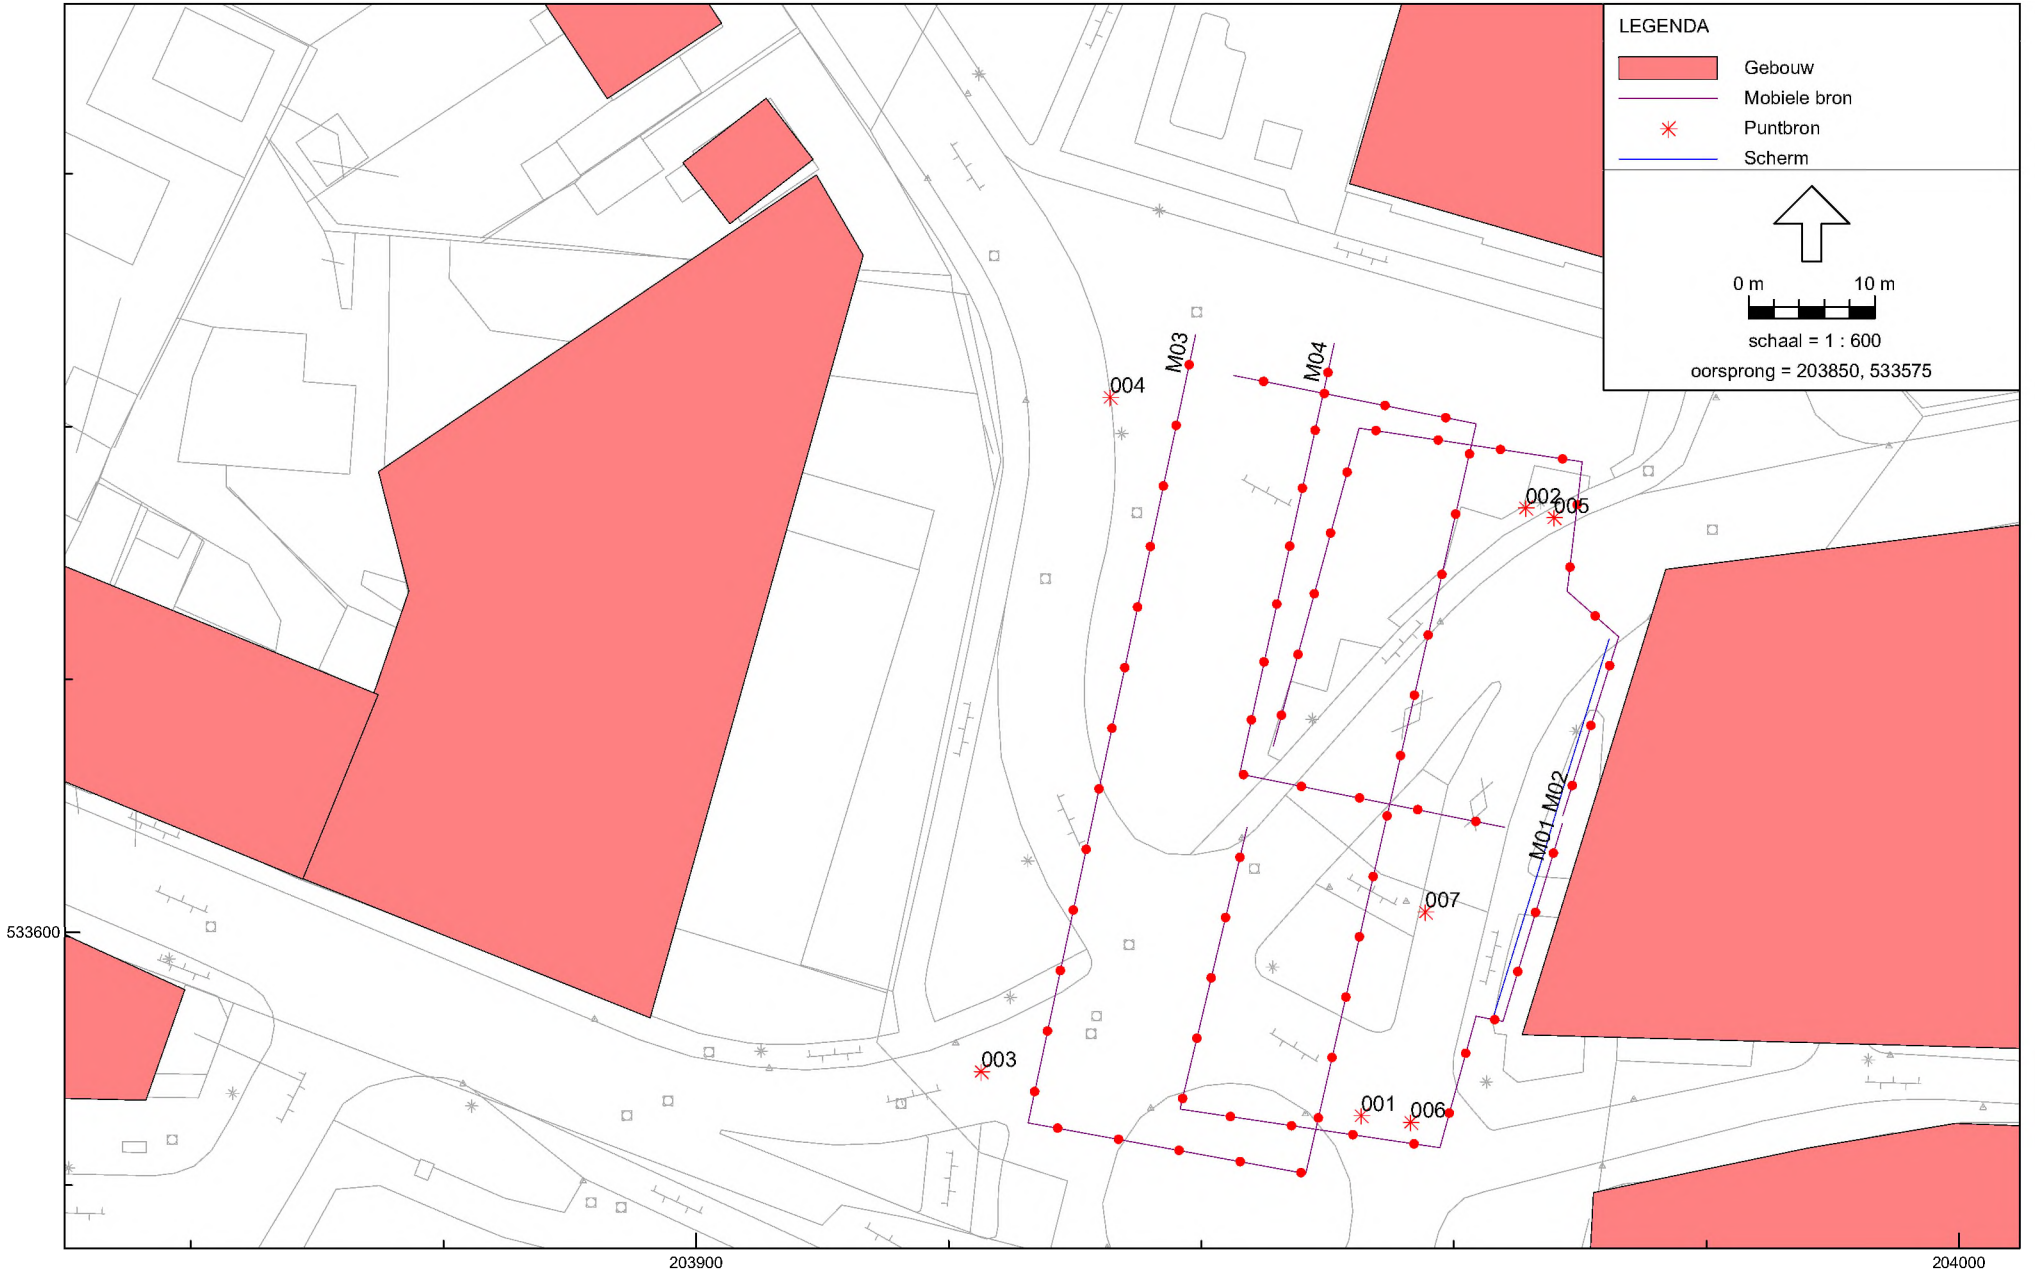 LEGENDA
Gebouw
Mobiele bron
Puntbron
Scherm
0 m 10 m
schaal = 1 : 600
oorsprong = 203850, 533575
M03
M04
004
002
005
M02
M01
007
533600
003
001
006
203900
204000